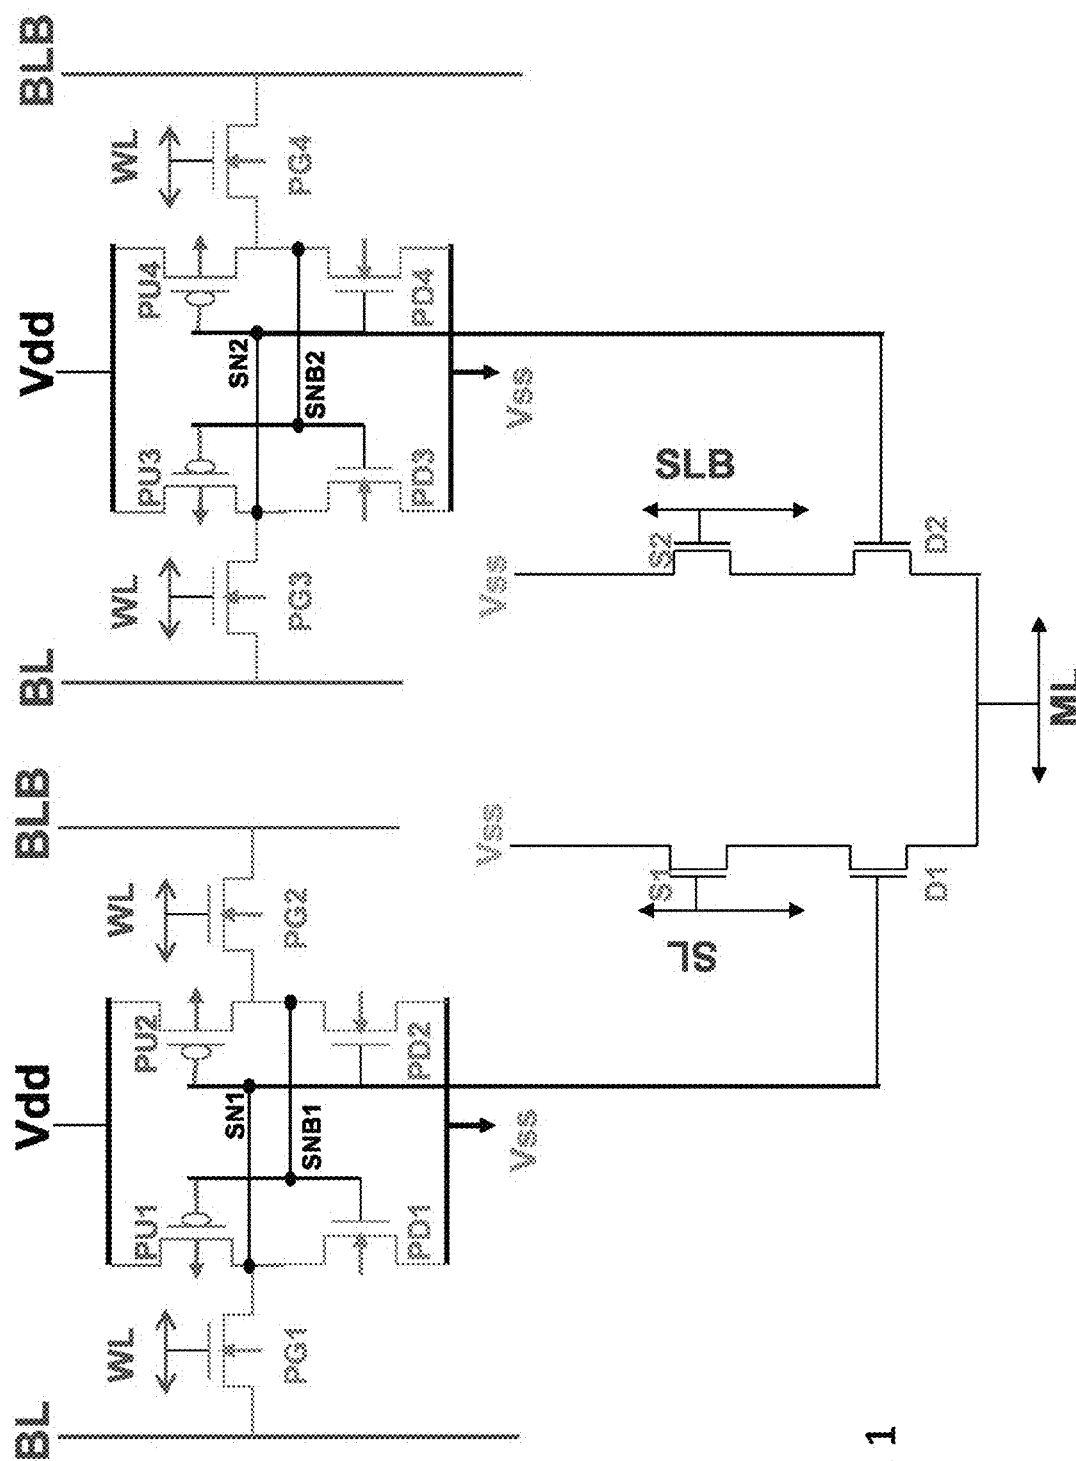 BL
Vdd
BLB
BL
Vdd
BLB
WL
PU1
PU2
WL
WL
PU3
PU4
WL
SN1
SN2
PG1
SNB1
PG2
PG3
SNB2
PG4
PD1
PD2
PD3
PD4
Vss
Vss
Vss
Vss
S1
S2
SL
SLB
D1
D2
ML
1